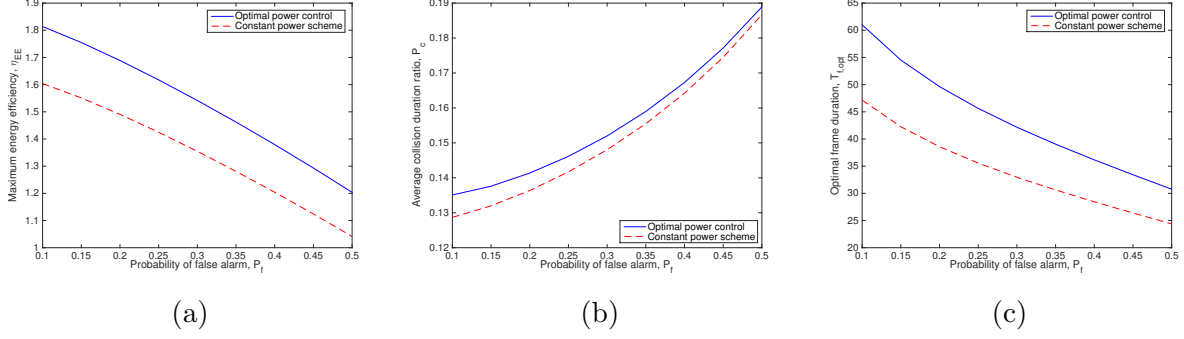 Maximum energy efficiency, η_EE
1.9
1.8
1.7
1.6
1.5
1.4
1.3
1.2
1.1
1
Optimal power control
Constant power scheme
0.1 0.15 0.2 0.25 0.3 0.35 0.4 0.45 0.5
Probability of false alarm, P_f
(a)
Average collision duration ratio, P_c
0.19
0.18
0.17
0.16
0.15
0.14
0.13
0.12
Optimal power control
Constant power scheme
0.1 0.15 0.2 0.25 0.3 0.35 0.4 0.45 0.5
Probability of false alarm, P_f
(b)
Optimal frame duration, T_f,opt
65
60
55
50
45
40
35
30
25
20
Optimal power control
Constant power scheme
0.1 0.15 0.2 0.25 0.3 0.35 0.4 0.45 0.5
Probability of false alarm, P_f
(c)